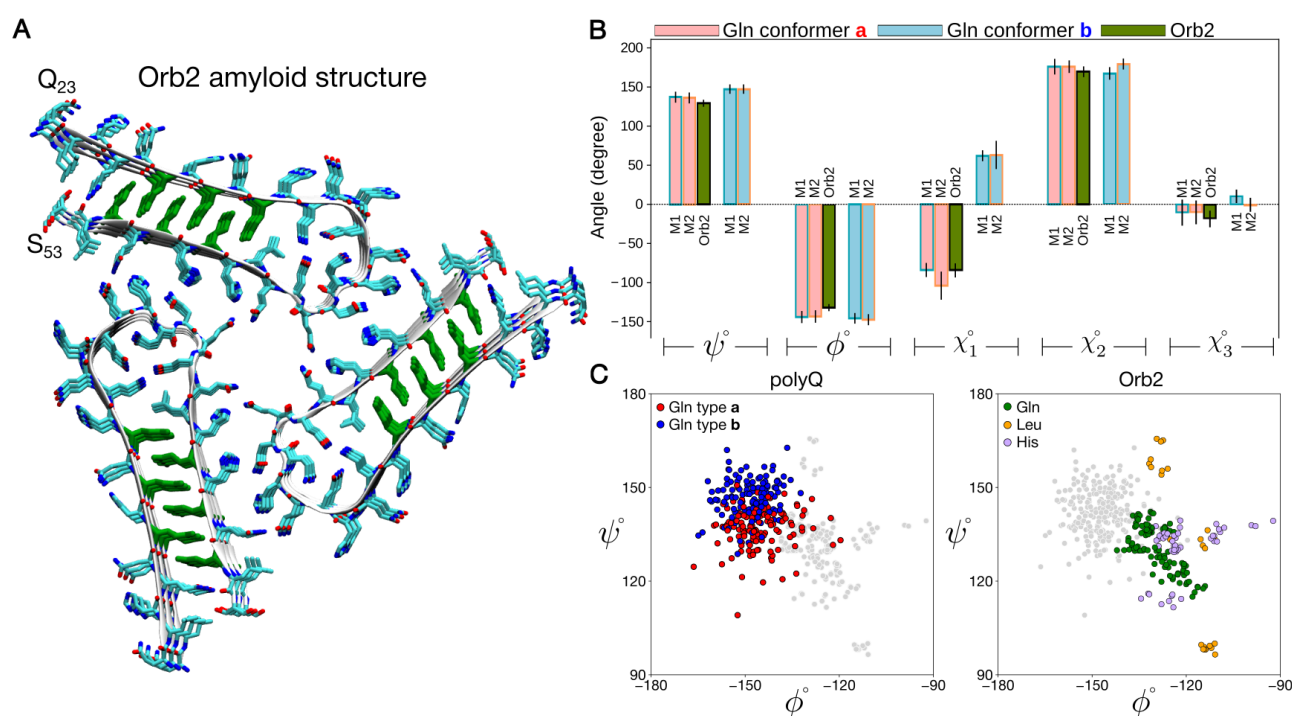 A
Orb2 amyloid structure
Q23
S53
B
Gln conformer a
Gln conformer b
Orb2
Angle (degree)
200
150
100
50
0
−50
−100
−150
M1
M2
Orb2
M1
M2
M1
M2
Orb2
M1
M2
M1
M2
Orb2
M1
M2
M1
M2
Orb2
M1
M2
M1
M2
Orb2
M1
M2
ψ°
ϕ°
χ1°
χ2°
χ3°
C
polyQ
Gln type a
Gln type b
ψ°
180
150
120
90
−180
−150
−120
−90
ϕ°
Orb2
Gln
Leu
His
ψ°
180
150
120
90
−180
−150
−120
−90
ϕ°